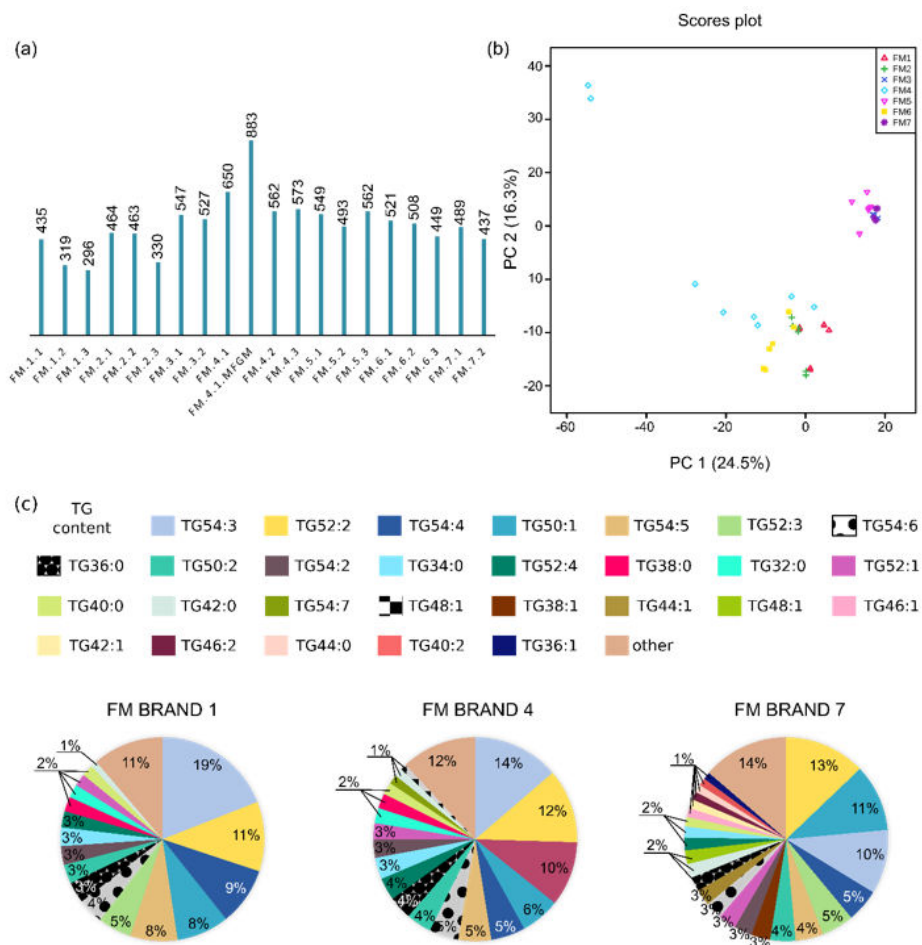 (a)
435
319
296
464
463
330
547
527
650
883
562
573
549
493
562
521
508
449
489
437
FM.1.1
FM.1.2
FM.1.3
FM.2.1
FM.2.2
FM.2.3
FM.3.1
FM.3.2
FM.4.1
FM.4.1.MFGM
FM.4.2
FM.4.3
FM.5.1
FM.5.2
FM.5.3
FM.6.1
FM.6.2
FM.6.3
FM.7.1
FM.7.2
Scores plot
(b)
FM1
FM2
FM3
FM4
FM5
FM6
FM7
40
30
20
0
10
-10
-20
PC 2 (16.3%)
-60 -40 -20 0 20
PC 1 (24.5%)
(c)
TG content
TG54:3 TG52:2 TG54:4 TG50:1 TG54:5 TG52:3 TG54:6
TG36:0 TG50:2 TG54:2 TG34:0 TG52:4 TG38:0 TG32:0 TG52:1
TG40:0 TG42:0 TG54:7 TG48:1 TG38:1 TG44:1 TG48:1 TG46:1
TG42:1 TG46:2 TG44:0 TG40:2 TG36:1 other
FM BRAND 1
1%
2%
11%
19%
11%
9%
8%
8%
5%
4%
3%
3%
3%
3%
3%
FM BRAND 4
1%
2%
12%
14%
12%
10%
6%
5%
5%
5%
4%
4%
4%
3%
3%
3%
FM BRAND 7
1%
2%
2%
14%
13%
11%
10%
5%
5%
4%
4%
3%
3%
3%
3%
3%